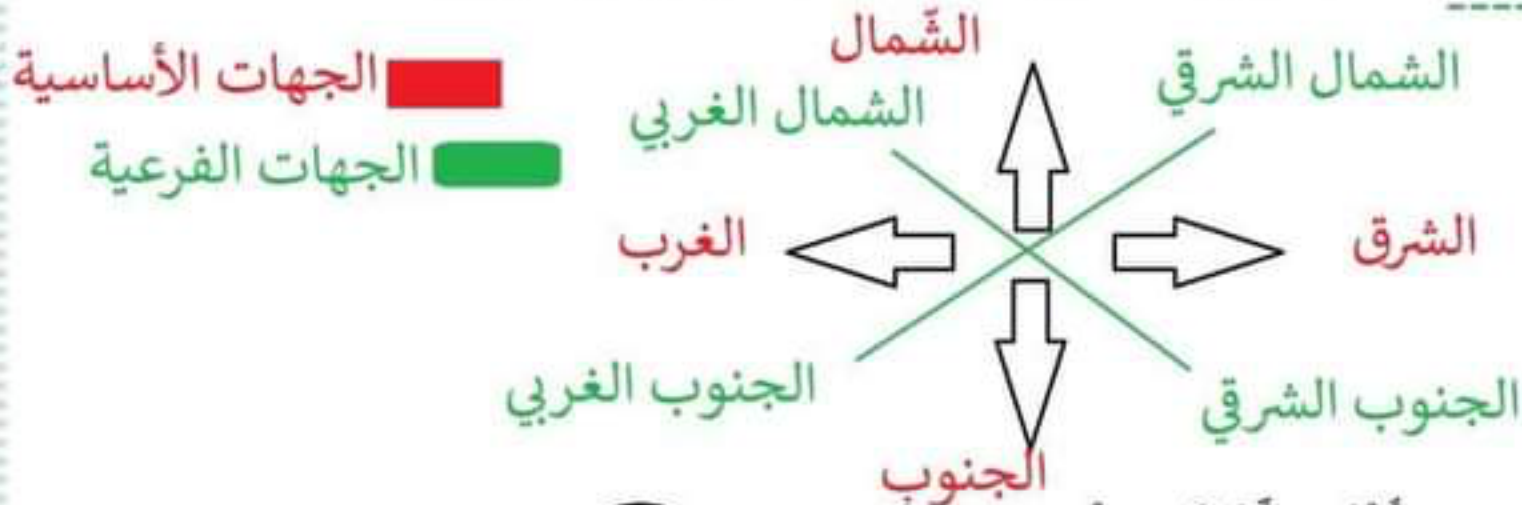 الشّمال
الشمال الشرقي
الشمال الغربي
الجهات الأساسية
الجهات الفرعية
الشرق
الغرب
الجنوب الشرقي
الجنوب الغربي
الجنوب